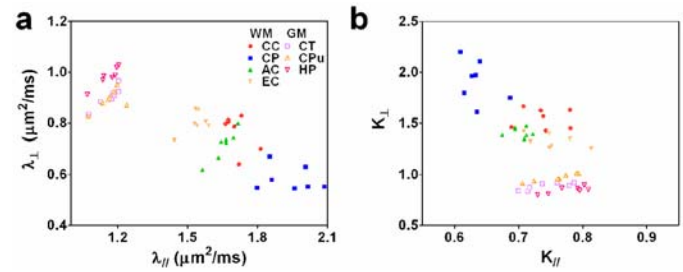 a
b
WM GM
CC CT
CP CPu
AC HP
EC
λ⊥ (μm²/ms)
1.2
1.0
0.8
0.6
0.4
1.2 1.5 1.8 2.1
λ// (μm²/ms)
K⊥
2.5
2.0
1.5
1.0
0.5
0.6 0.7 0.8 0.9
K//